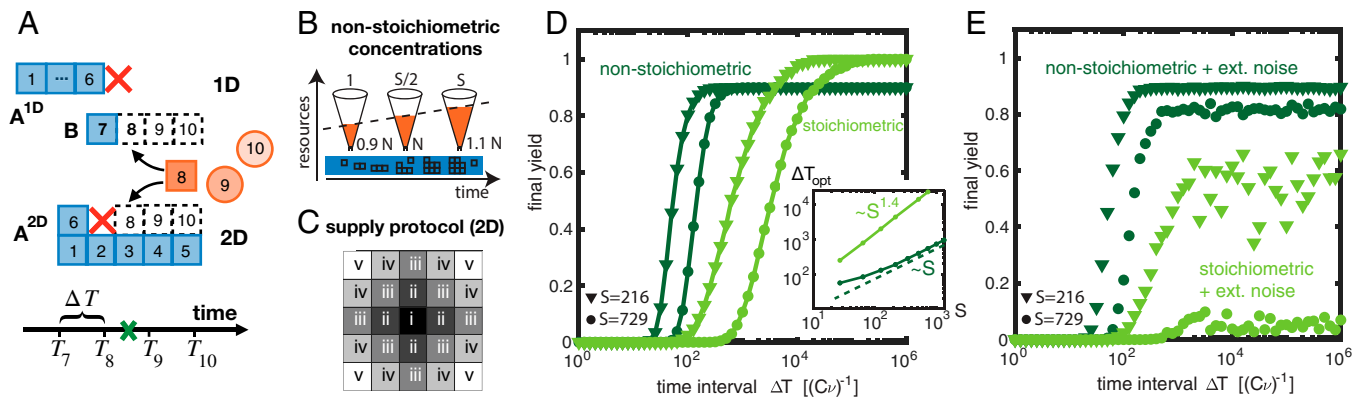 A
1 ... 6
1D
A1D
B
7 8 9 10
10
8
9
6 8 9 10
A2D
1 2 3 4 5
2D
ΔT
time
T7 T8 T9 T10
B
non-stoichiometric
concentrations
1 S/2 S
resources
0.9 N N 1.1 N
time
C supply protocol (2D)
v iv iii iv v
iv iii ii iii iv
iii ii i ii iii
iv iii ii iii iv
v iv iii iv v
D
final yield
1
0.8
0.6
0.4
0.2
0
non-stoichiometric
stoichiometric
S=216
S=729
ΔTopt
10^4
10^3
10^2
~S^1.4
~S
10^1 10^2 10^3 S
10^0 10^2 10^4 10^6
time interval ΔT [(Cν)^-1]
E
final yield
1
0.8
0.6
0.4
0.2
0
non-stoichiometric + ext. noise
stoichiometric
+ ext. noise
S=216
S=729
10^0 10^2 10^4 10^6
time interval ΔT [(Cν)^-1]